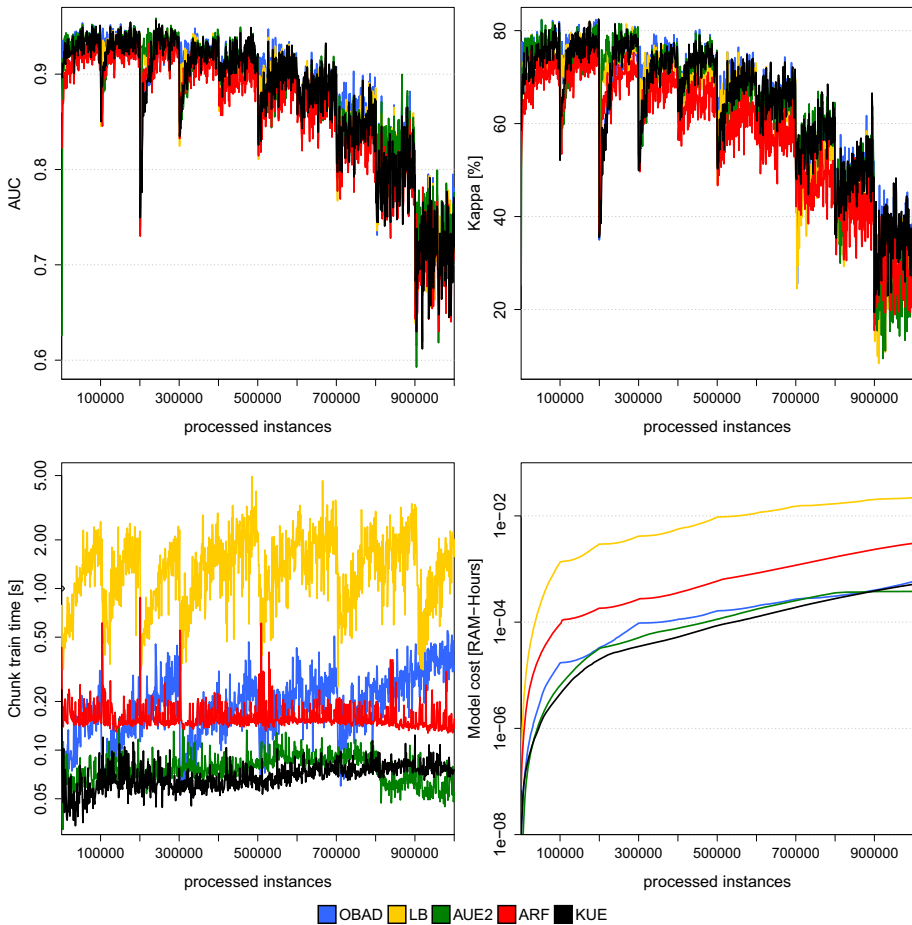 0.9
0.8
0.7
0.6
AUC
100000 300000 500000 700000 900000
processed instances
80
60
40
20
Kappa [%]
100000 300000 500000 700000 900000
processed instances
5.00
2.00
1.00
0.50
0.20
0.10
0.05
Chunk train time [s]
100000 300000 500000 700000 900000
processed instances
1e−02
1e−04
1e−06
1e−08
Model cost [RAM−Hours]
100000 300000 500000 700000 900000
processed instances
OBAD LB AUE2 ARF KUE